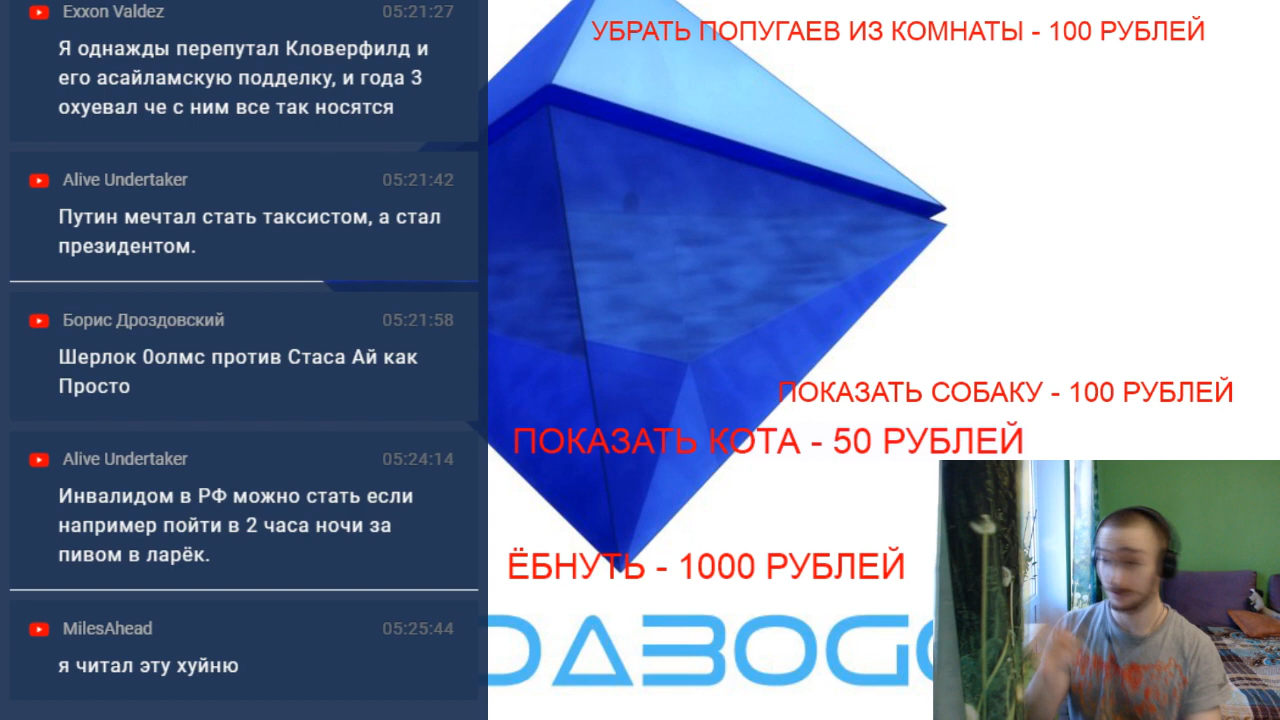 Exxon Valdez 05:21:27
Я однажды перепутал Кловерфилд и
его асайламскую подделку, и года 3
охуевал че с ним все так носятся
Alive Undertaker 05:21:42
Путин мечтал стать таксистом, а стал
президентом.
Борис Дроздовский 05:21:58
Шерлок 0олмс против Стаса Ай как
Просто
Alive Undertaker 05:24:14
Инвалидом в РФ можно стать если
например пойти в 2 часа ночи за
пивом в ларёк.
MilesAhead 05:25:44
я читал эту хуйню
УБРАТЬ ПОПУГАЕВ ИЗ КОМНАТЫ - 100 РУБЛЕЙ
ПОКАЗАТЬ СОБАКУ - 100 РУБЛЕЙ
ПОКАЗАТЬ КОТА - 50 РУБЛЕЙ
ЁБНУТЬ - 1000 РУБЛЕЙ